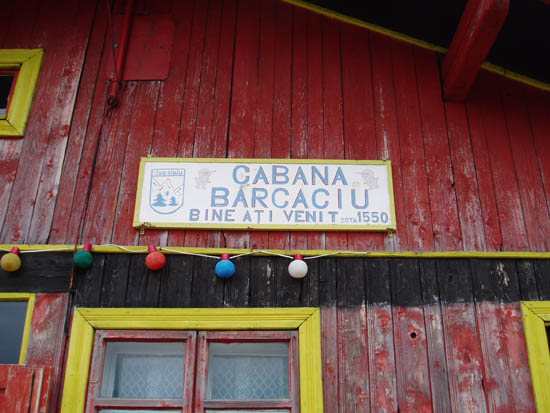 CABANA
BARCACIU
BINE AȚI VENIT COTA 1550